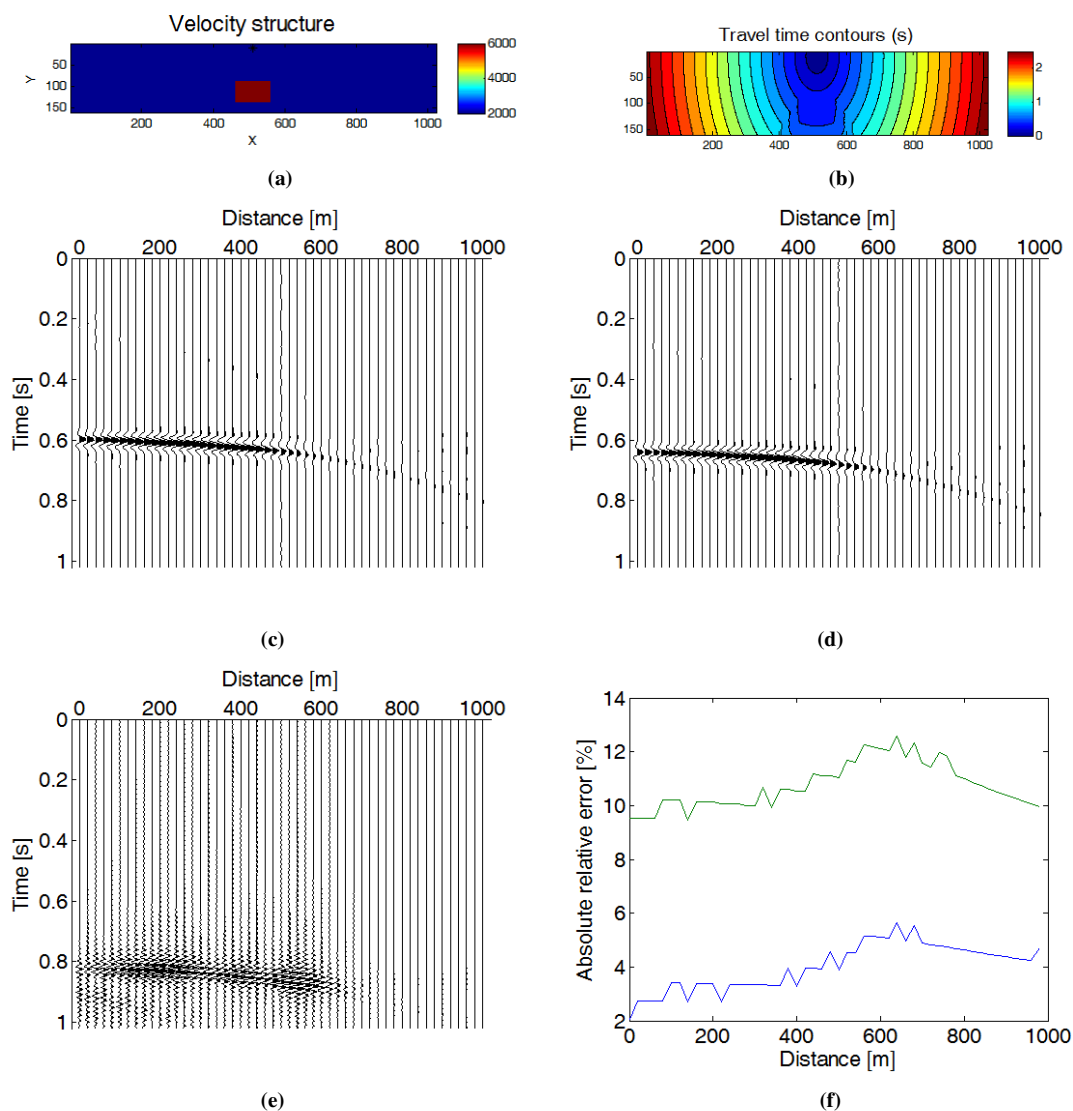 Velocity structure
Y
50
100
150
200 400 600 800 1000
X
6000
4000
2000
(a)
Travel time contours (s)
50
100
150
200 400 600 800 1000
2
1
0
(b)
Distance [m]
0 200 400 600 800 1000
Time [s]
0
0.2
0.4
0.6
0.8
1
(c)
Distance [m]
0 200 400 600 800 1000
Time [s]
0
0.2
0.4
0.6
0.8
1
(d)
Distance [m]
0 200 400 600 800 1000
Time [s]
0
0.2
0.4
0.6
0.8
1
(e)
Absolute relative error [%]
14
12
10
8
6
4
2
0 200 400 600 800 1000
Distance [m]
(f)